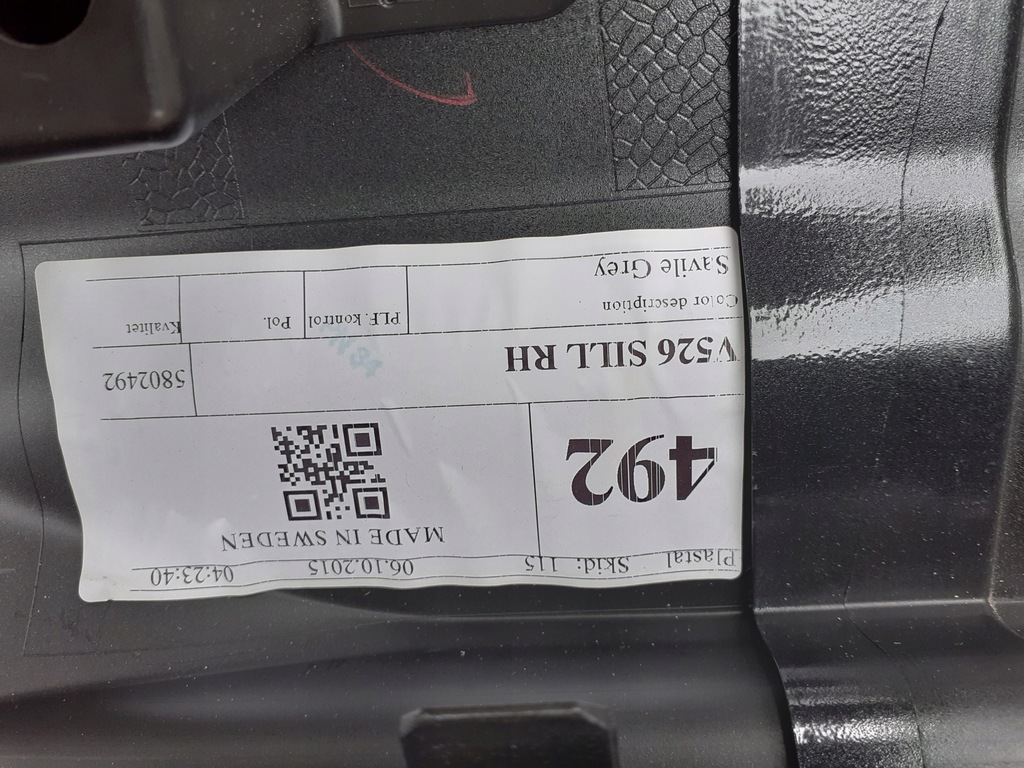 Plastal Skid: 115 06.10.2015 04:23:40
492
MADE IN SWEDEN
V526 SILL RH 5802492
Color description PLF. kontrol Pol. Kvalitet
Savile Grey